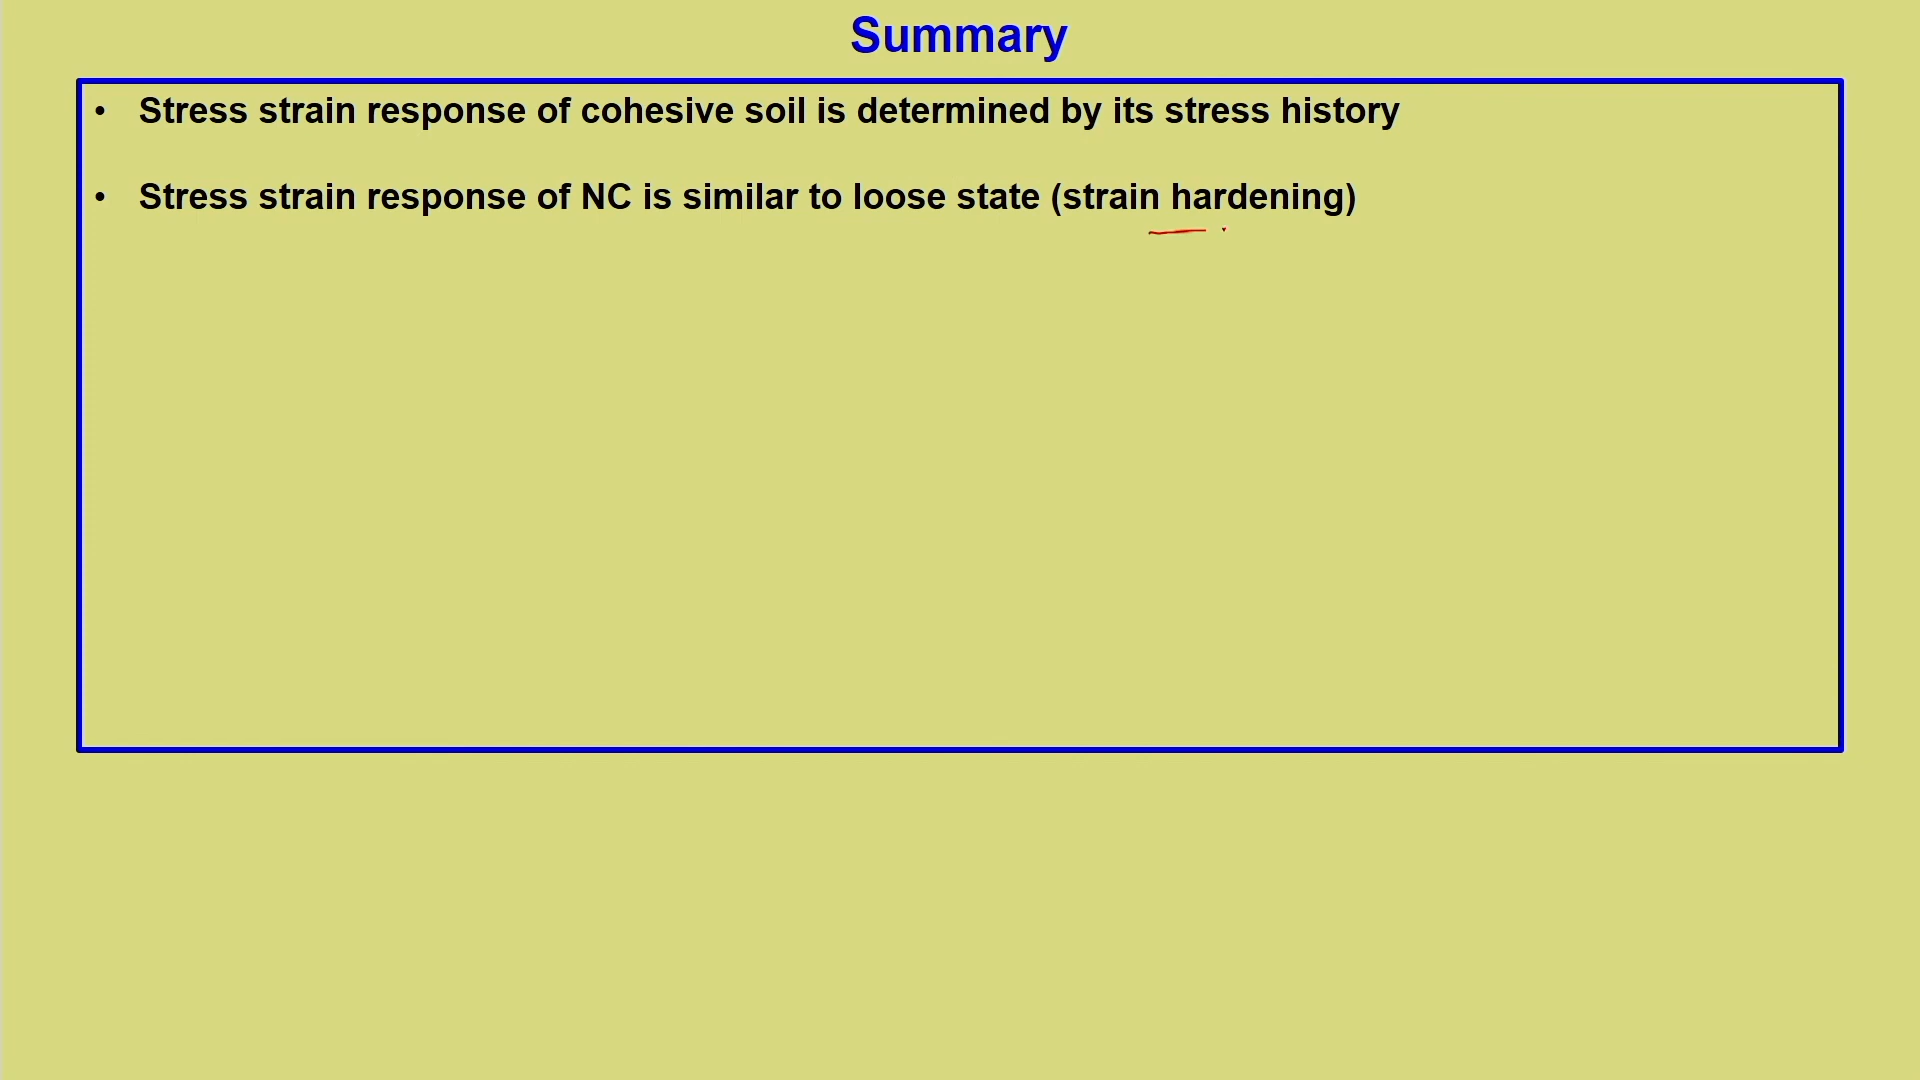 Summary
• Stress strain response of cohesive soil is determined by its stress history
• Stress strain response of NC is similar to loose state (strain hardening)